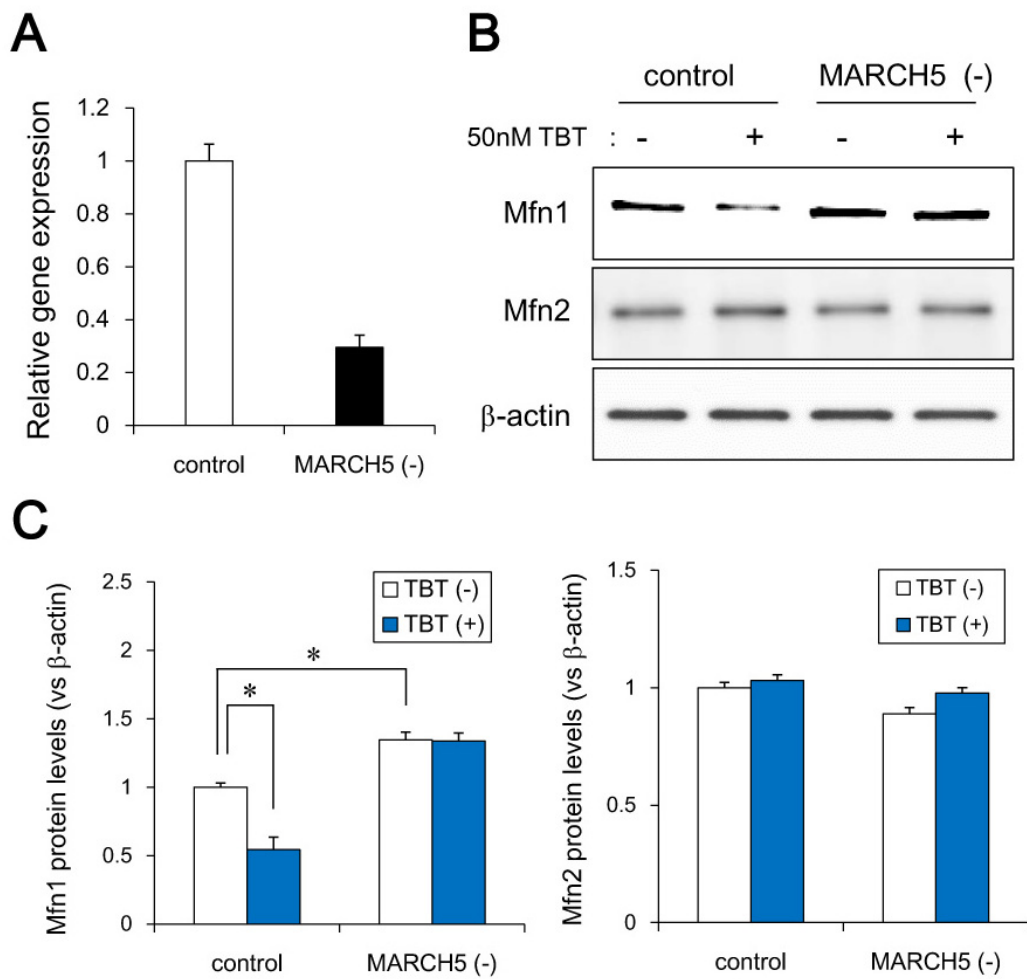 A
Relative gene expression
1.2
1
0.8
0.6
0.4
0.2
0
control MARCH5 (-)
B
control MARCH5 (-)
50nM TBT : - + - +
Mfn1
Mfn2
β-actin
C
Mfn1 protein levels (vs β-actin)
2.5
2
1.5
1
0.5
0
TBT (-)
TBT (+)
*
*
control MARCH5 (-)
Mfn2 protein levels (vs β-actin)
1.5
1
0.5
0
TBT (-)
TBT (+)
control MARCH5 (-)